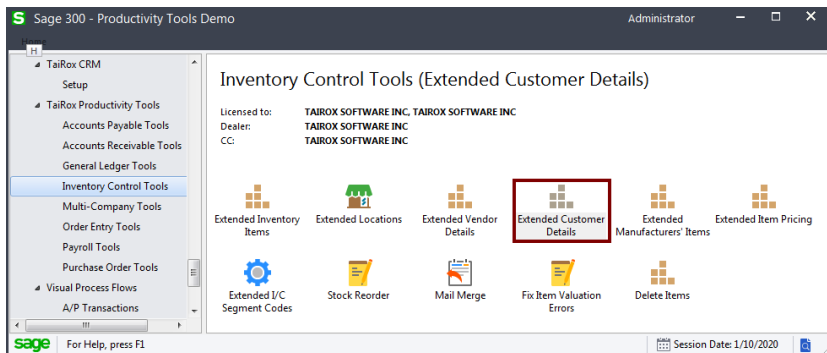 S Sage 300 - Productivity Tools Demo
Administrator
Home
H
TaiRox CRM
Setup
TaiRox Productivity Tools
Accounts Payable Tools
Accounts Receivable Tools
General Ledger Tools
Inventory Control Tools
Multi-Company Tools
Order Entry Tools
Payroll Tools
Purchase Order Tools
Visual Process Flows
A/P Transactions
Inventory Control Tools (Extended Customer Details)
Licensed to: TAIROX SOFTWARE INC, TAIROX SOFTWARE INC
Dealer: TAIROX SOFTWARE INC
CC: TAIROX SOFTWARE INC
Extended Inventory
Items
Extended Locations
Extended Vendor
Details
Extended Customer
Details
Extended
Manufacturers' Items
Extended Item Pricing
Extended I/C
Segment Codes
Stock Reorder
Mail Merge
Fix Item Valuation
Errors
Delete Items
sage For Help, press F1
Session Date: 1/10/2020